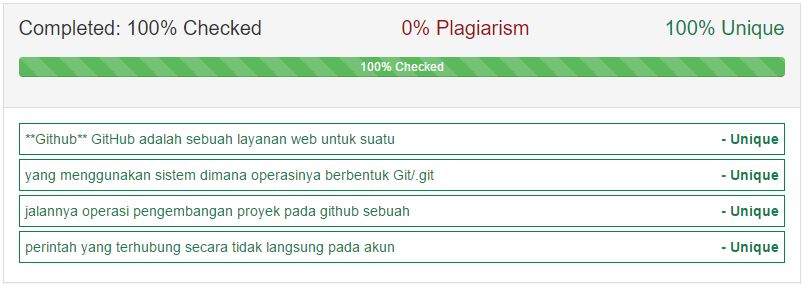 Completed: 100% Checked 0% Plagiarism 100% Unique
100% Checked
**Github** GitHub adalah sebuah layanan web untuk suatu - Unique
yang menggunakan sistem dimana operasinya berbentuk Git/.git - Unique
jalannya operasi pengembangan proyek pada github sebuah - Unique
perintah yang terhubung secara tidak langsung pada akun - Unique